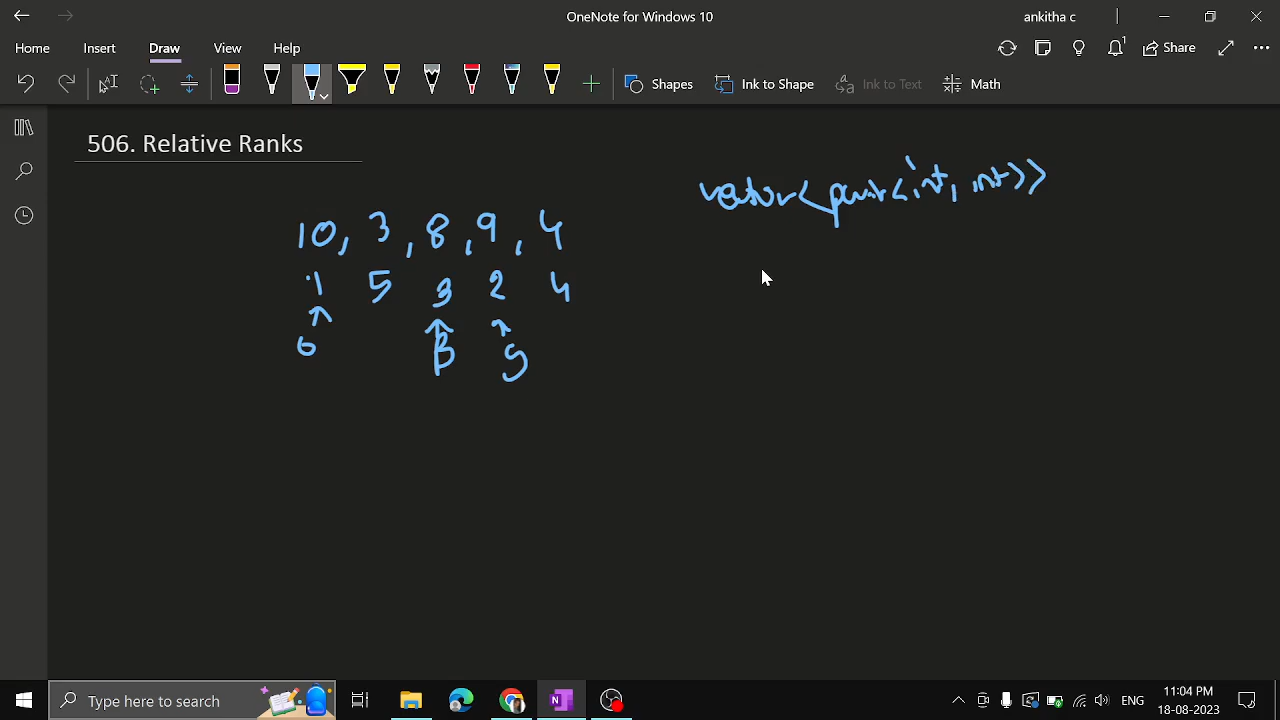 OneNote for Windows 10
ankitha c
Home Insert Draw View Help
Share
Shapes Ink to Shape Ink to Text Math
506. Relative Ranks
vector<pair<int, int>>
10, 3, 8, 9, 4
1 5 3 2 4
G B S
Type here to search
ENG
11:04 PM
18-08-2023